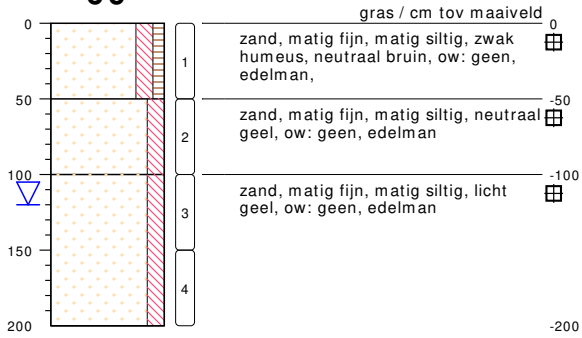 gras / cm tov maaiveld
0
0
zand, matig fijn, matig siltig, zwak
humeus, neutraal bruin, ow: geen,
edelman,
1
50
-50
zand, matig fijn, matig siltig, neutraal
geel, ow: geen, edelman
2
100
-100
zand, matig fijn, matig siltig, licht
geel, ow: geen, edelman
3
150
4
200
-200